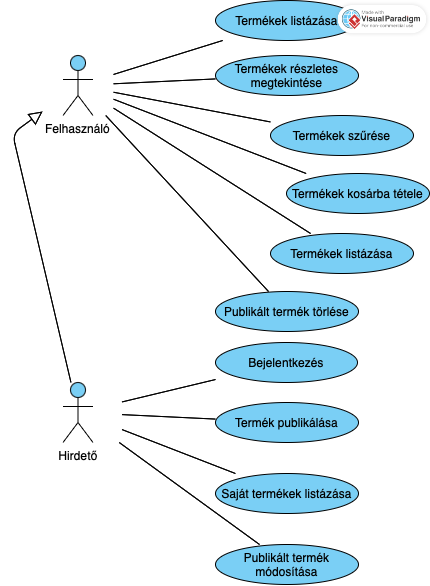 Termékek listázása
Made with
Visual Paradigm
For non-commercial use
Termékek részletes
megtekintése
Felhasználó
Termékek szűrése
Termékek kosárba tétele
Termékek listázása
Publikált termék törlése
Bejelentkezés
Termék publikálása
Hirdető
Saját termékek listázása
Publikált termék
módosítása